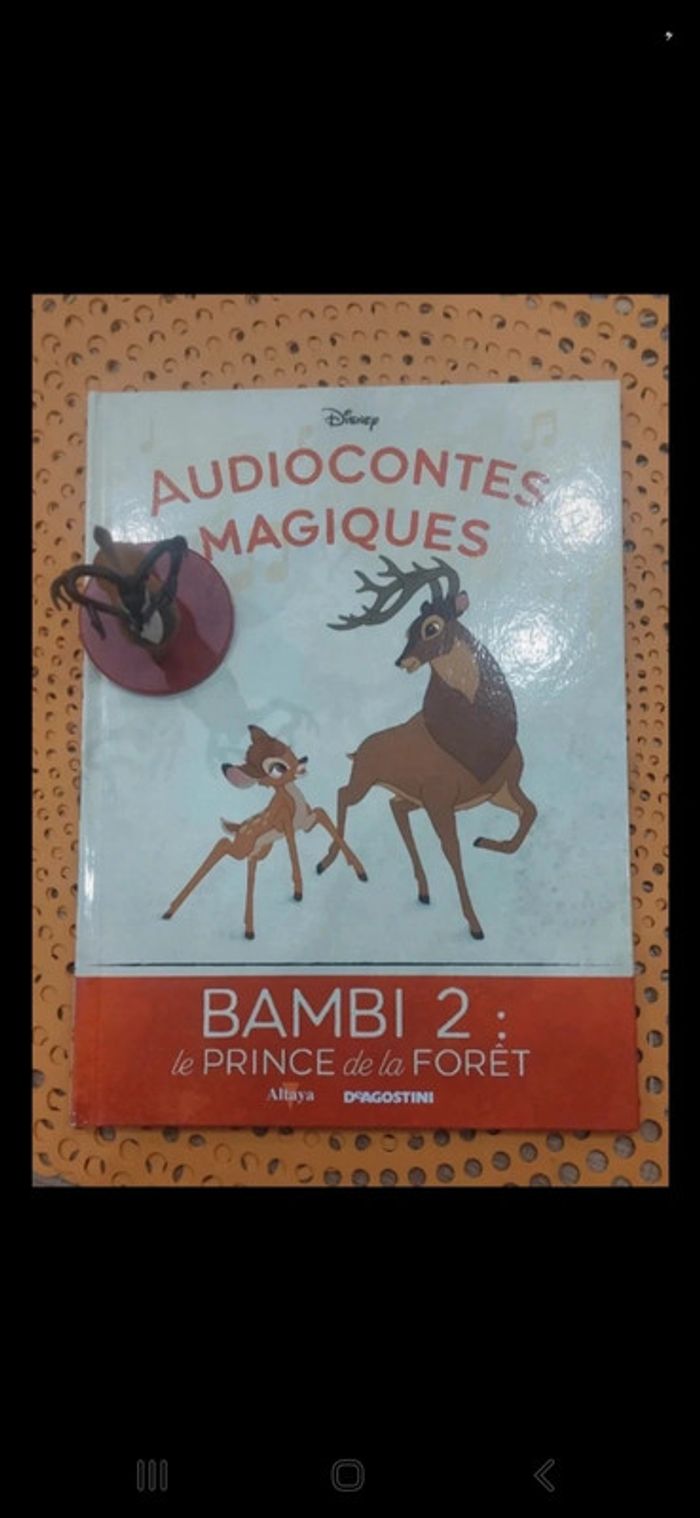 Disney
AUDIOCONTES
MAGIQUES
BAMBI 2 :
le PRINCE de la FORÊT
Altaya DeAGOSTINI